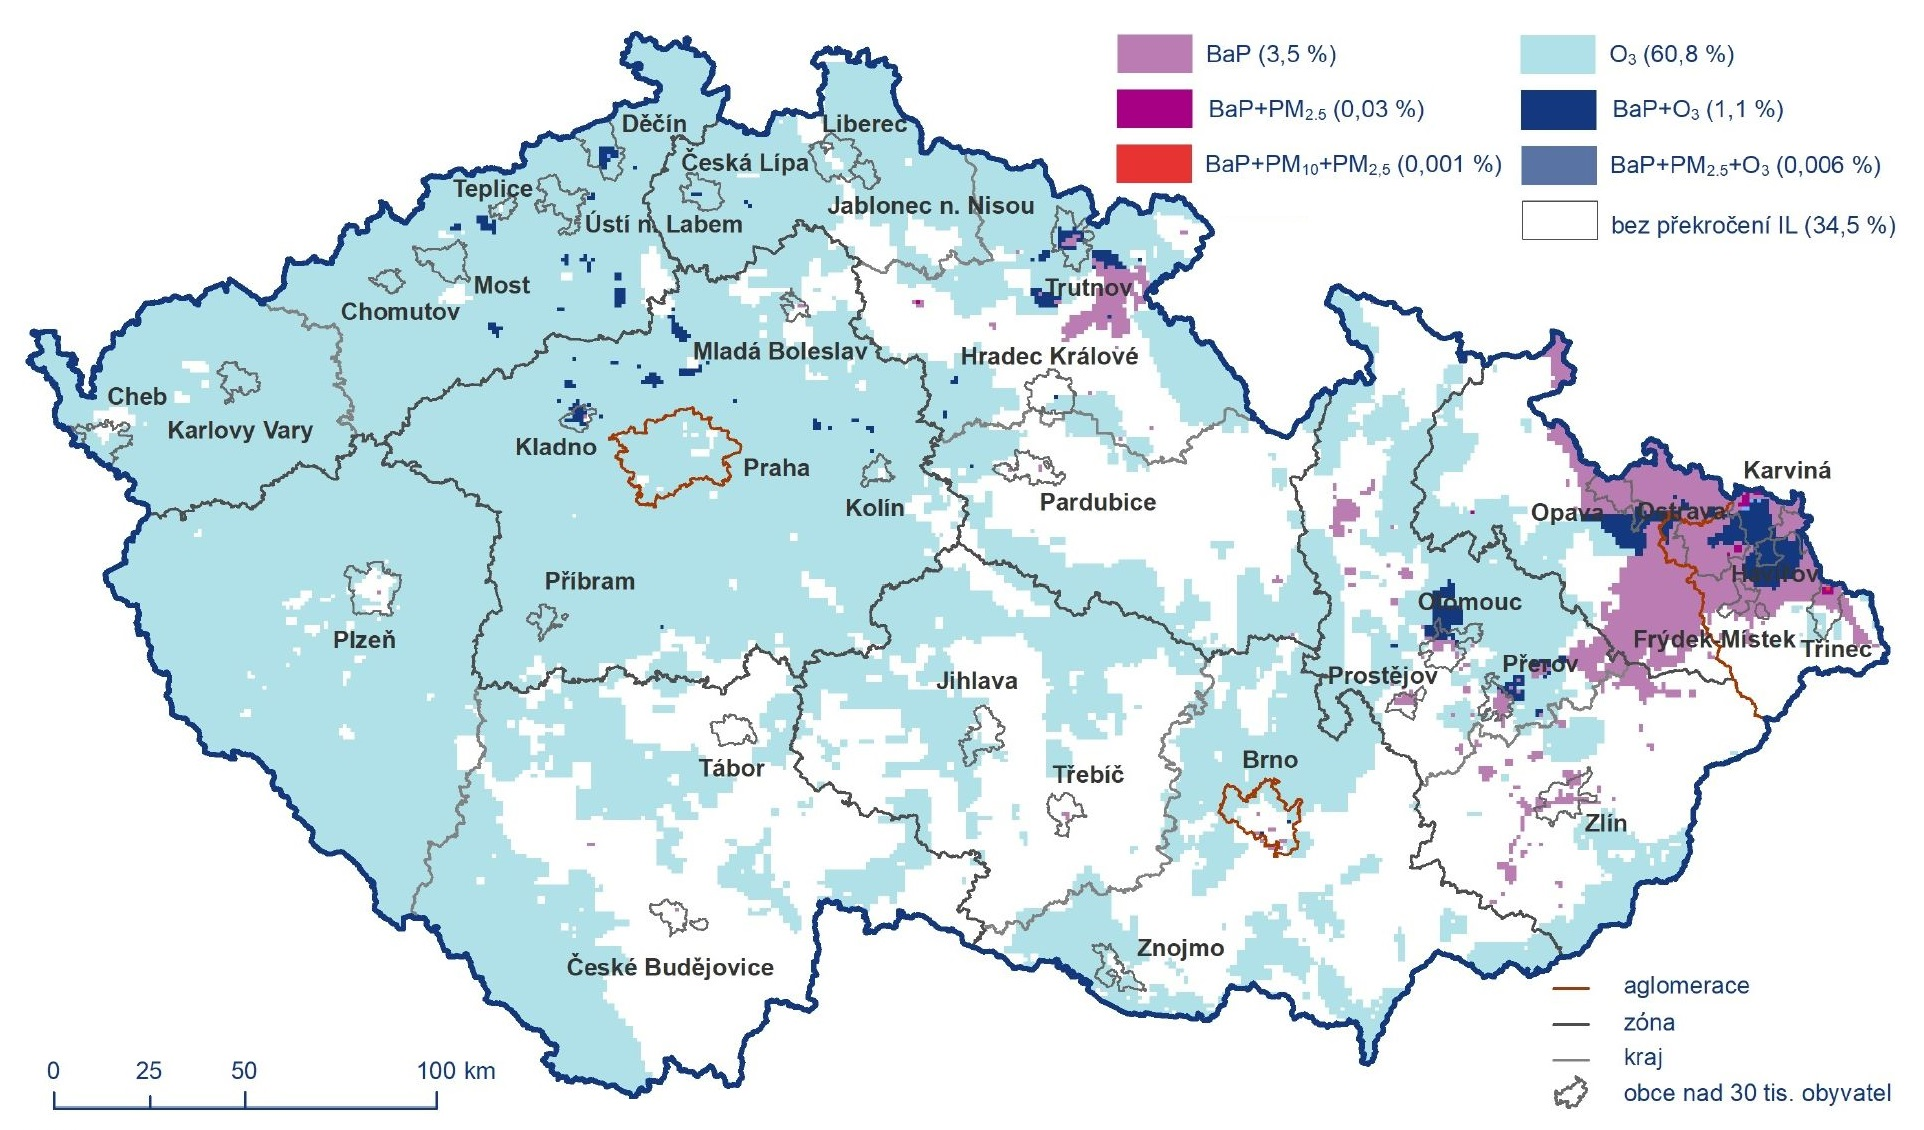 BaP (3,5 %)
O₃ (60,8 %)
BaP+PM₂.₅ (0,03 %)
BaP+O₃ (1,1 %)
BaP+PM₁₀+PM₂,₅ (0,001 %)
BaP+PM₂.₅+O₃ (0,006 %)
bez překročení IL (34,5 %)
Děčín
Liberec
Česká Lípa
Teplice
Jablonec n. Nisou
Ústí n. Labem
Most
Trutnov
Chomutov
Mladá Boleslav
Hradec Králové
Cheb
Karlovy Vary
Kladno
Praha
Karviná
Kolín
Pardubice
Opava
Ostrava
Havířov
Příbram
Olomouc
Plzeň
Frýdek Místek
Třinec
Přerov
Prostějov
Jihlava
Tábor
Třebíč
Brno
Zlín
Znojmo
České Budějovice
aglomerace
zóna
kraj
obce nad 30 tis. obyvatel
0 25 50 100 km